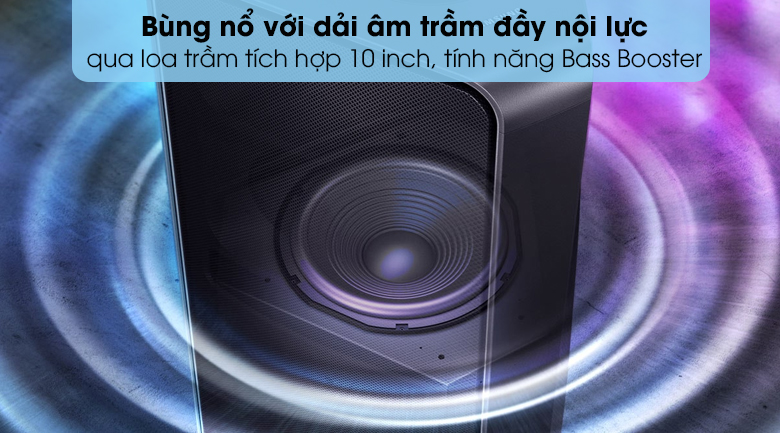 Bùng nổ với dải âm trầm đầy nội lực
qua loa trầm tích hợp 10 inch, tính năng Bass Booster